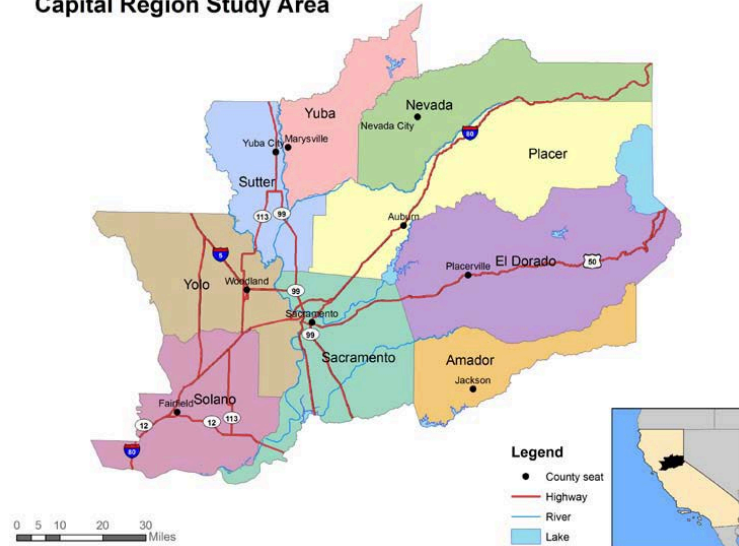 Capital Region Study Area
Yuba
Nevada
Nevada City
80
Yuba City
Marysville
Placer
Sutter
113
99
Auburn
5
Yolo
Woodland
99
Placerville
El Dorado
50
Sacramento
99
Sacramento
Amador
Jackson
Solano
Fairfield
12
12
113
80
Legend
County seat
Highway
River
Lake
0 5 10 20 30
Miles